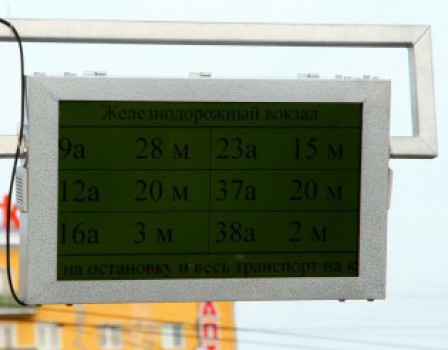 Железнодорожный вокзал
9а 28 м 23а 15 м
12а 20 м 37а 20 м
16а 3 м 38а 2 м
на остановку и весь транспорт на к